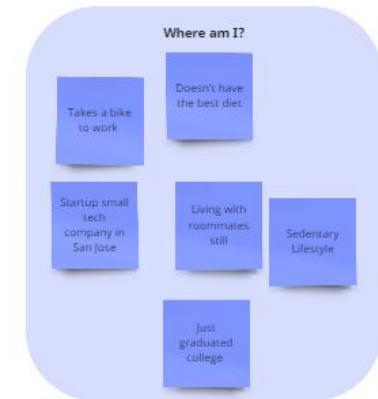 Where am I?
Doesn't have
the best diet
Takes a bike
to work
Startup small
tech
company in
San Jose
Living with
roommates
still
Sedentary
Lifestyle
Just
graduated
college